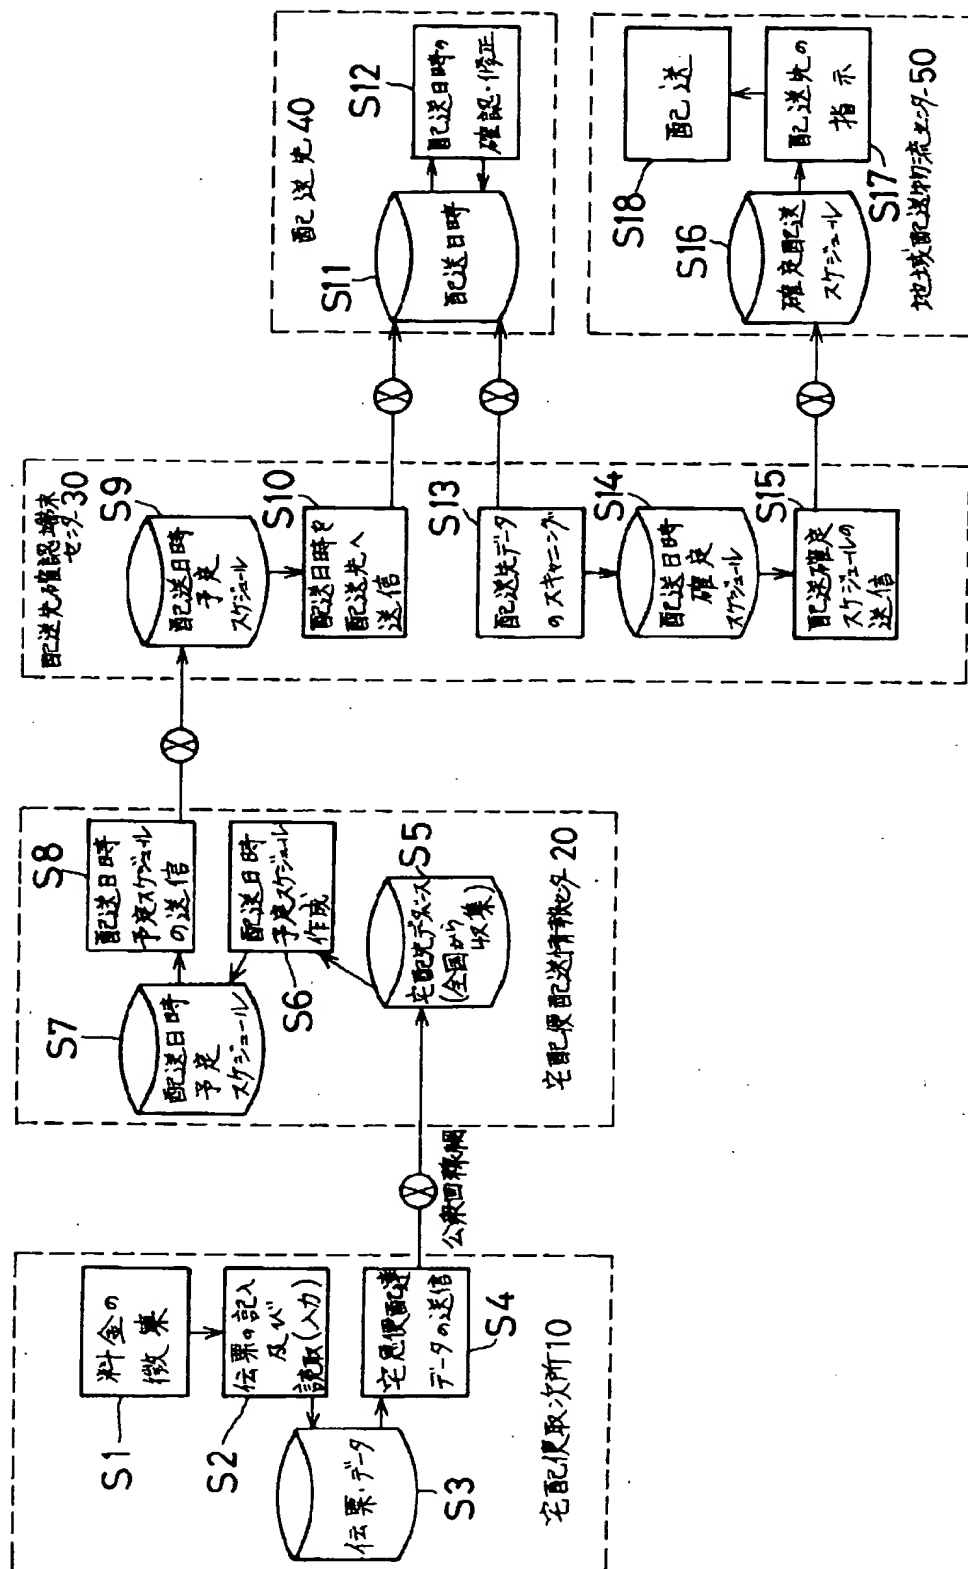 S1
料金の
徴集
S2
伝票の記入
及び
読取(入力)
S3
伝票・データ
S4
宅急便配達
データの送信
宅配便取次所10
公衆回線網
S5
宅配先データベース
(全国から
収集)
S6
配送日時
予定スケジュール
作成
S7
配送日時
予定
スケジュール
S8
配送日時
予定スケジュール
の送信
宅配便配送情報センター20
配送先確認端末
センター30
S9
配送日時
予定
スケジュール
S10
配送日時を
配送先へ
送信
S13
配送先データ
のスキャニング
S14
配送日時
確定
スケジュール
S15
配送確定
スケジュールの
送信
配送先40
S11
配送日時
S12
配送日時の
確認・修正
S16
確定配送
スケジュール
S17
配送先の
指示
S18
配送
地域配送物流センター50